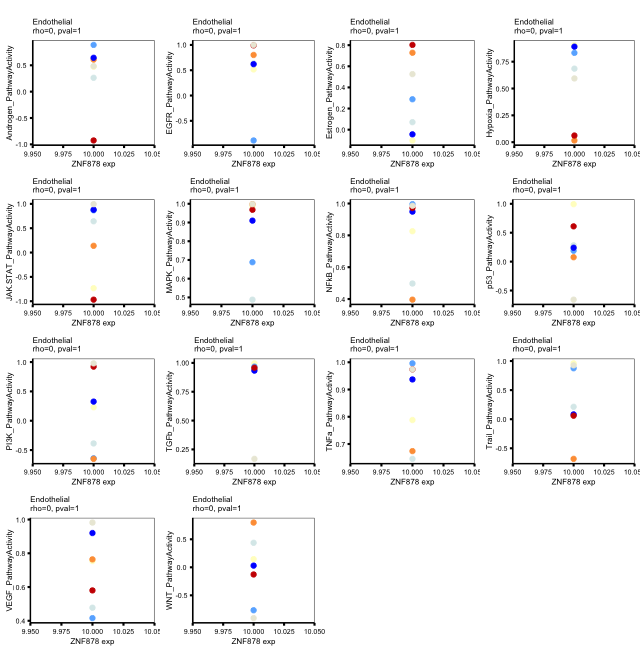 Endothelial
rho=0, pval=1
Androgen_PathwayActivity
0.5
0.0
-0.5
-1.0
9.950 9.975 10.000 10.025 10.05
ZNF878 exp
Endothelial
rho=0, pval=1
EGFR_PathwayActivity
1.0
0.5
0.0
-0.5
9.950 9.975 10.000 10.025 10.05
ZNF878 exp
Endothelial
rho=0, pval=1
Estrogen_PathwayActivity
0.8
0.6
0.4
0.2
0.0
9.950 9.975 10.000 10.025 10.05
ZNF878 exp
Endothelial
rho=0, pval=1
Hypoxia_PathwayActivity
0.75
0.50
0.25
0.00
9.950 9.975 10.000 10.025 10.05
ZNF878 exp
Endothelial
rho=0, pval=1
JAK.STAT_PathwayActivity
1.0
0.5
0.0
-0.5
-1.0
9.950 9.975 10.000 10.025 10.05
ZNF878 exp
Endothelial
rho=0, pval=1
MAPK_PathwayActivity
1.0
0.9
0.8
0.7
0.6
0.5
9.950 9.975 10.000 10.025 10.05
ZNF878 exp
Endothelial
rho=0, pval=1
NFkB_PathwayActivity
1.0
0.8
0.6
0.4
9.950 9.975 10.000 10.025 10.05
ZNF878 exp
Endothelial
rho=0, pval=1
p53_PathwayActivity
1.0
0.5
0.0
-0.5
9.950 9.975 10.000 10.025 10.05
ZNF878 exp
Endothelial
rho=0, pval=1
PI3K_PathwayActivity
1.0
0.5
0.0
-0.5
9.950 9.975 10.000 10.025 10.05
ZNF878 exp
Endothelial
rho=0, pval=1
TGFb_PathwayActivity
1.00
0.75
0.50
0.25
9.950 9.975 10.000 10.025 10.05
ZNF878 exp
Endothelial
rho=0, pval=1
TNFa_PathwayActivity
1.0
0.9
0.8
0.7
9.950 9.975 10.000 10.025 10.05
ZNF878 exp
Endothelial
rho=0, pval=1
Trail_PathwayActivity
1.0
0.5
0.0
-0.5
9.950 9.975 10.000 10.025 10.05
ZNF878 exp
Endothelial
rho=0, pval=1
VEGF_PathwayActivity
1.0
0.8
0.6
0.4
9.950 9.975 10.000 10.025 10.05
ZNF878 exp
Endothelial
rho=0, pval=1
WNT_PathwayActivity
0.5
0.0
-0.5
9.950 9.975 10.000 10.025 10.050
ZNF878 exp